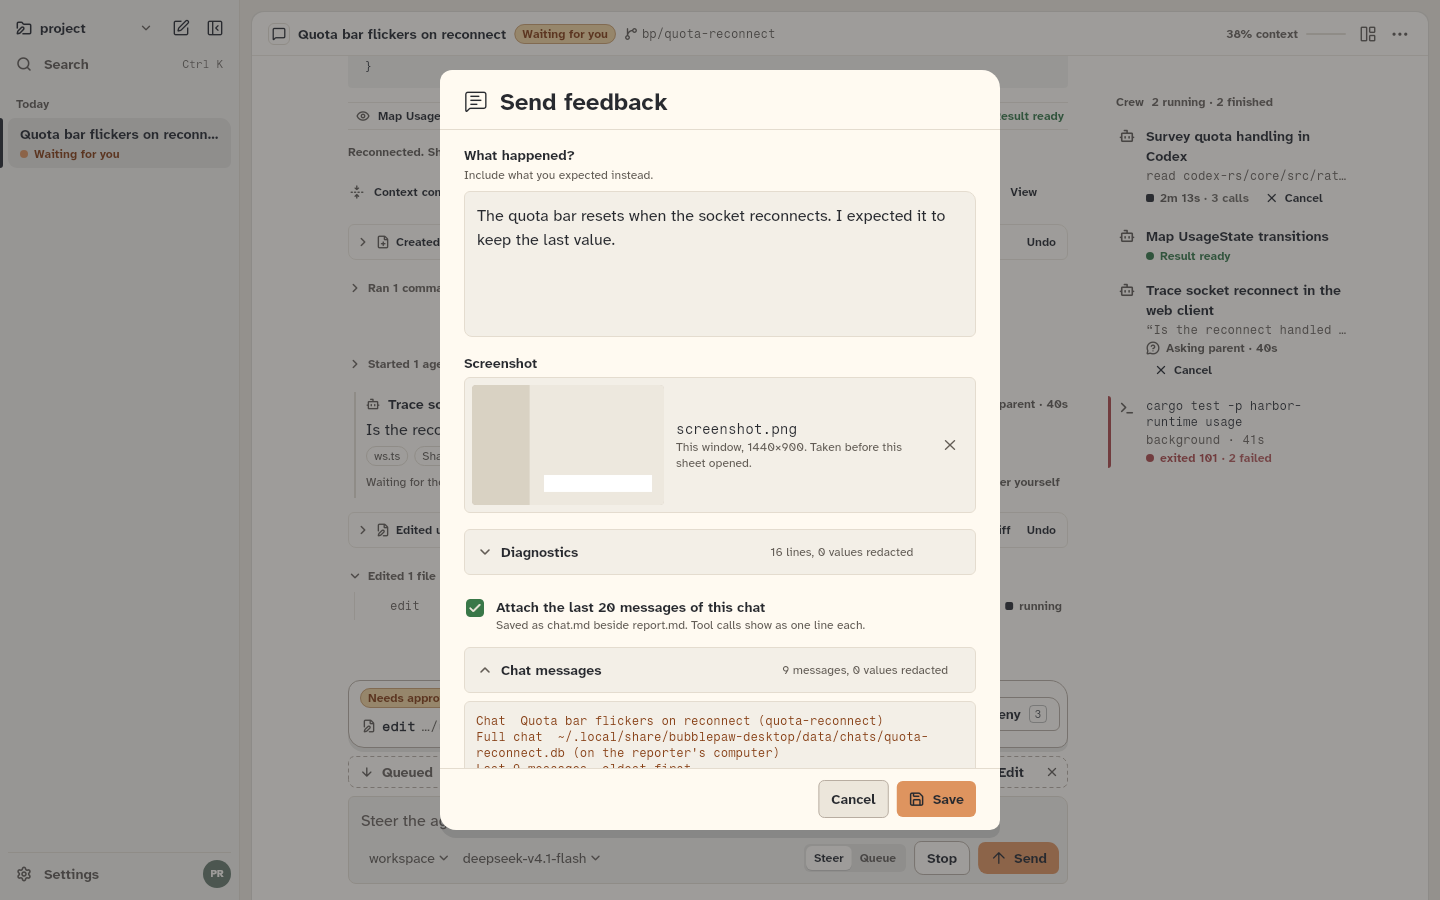 project
Search
Ctrl K
Today
Quota bar flickers on reconn…
Waiting for you
Settings
PR
Quota bar flickers on reconnect
Waiting for you
bp/quota-reconnect
38% context
}
Map Usage
esult ready
Reconnected. Sh
Context con
View
Created
Undo
Ran 1 comma
Started 1 age
Trace so
parent · 40s
Is the reco
ws.ts
Sha
Waiting for the
er yourself
Edited u
iff
Undo
Edited 1 file
edit
running
Needs appro
edit …/
eny
3
Queued
Edit
Steer the ag
workspace
deepseek-v4.1-flash
Steer
Queue
Stop
Send
Send feedback
What happened?
Include what you expected instead.
The quota bar resets when the socket reconnects. I expected it to
keep the last value.
Screenshot
screenshot.png
This window, 1440×900. Taken before this
sheet opened.
Diagnostics
16 lines, 0 values redacted
Attach the last 20 messages of this chat
Saved as chat.md beside report.md. Tool calls show as one line each.
Chat messages
9 messages, 0 values redacted
Chat  Quota bar flickers on reconnect (quota-reconnect)
Full chat  ~/.local/share/bubblepaw-desktop/data/chats/quota-
reconnect.db (on the reporter's computer)
Last 9 messages, oldest first
Cancel
Save
Crew
2 running · 2 finished
Survey quota handling in
Codex
read codex-rs/core/src/rat…
2m 13s · 3 calls
Cancel
Map UsageState transitions
Result ready
Trace socket reconnect in the
web client
“Is the reconnect handled …
Asking parent · 40s
Cancel
cargo test -p harbor-
runtime usage
background · 41s
exited 101 · 2 failed